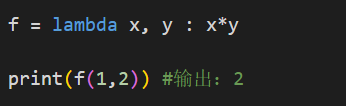 f = lambda x, y : x*y
print(f(1,2)) #输出：2